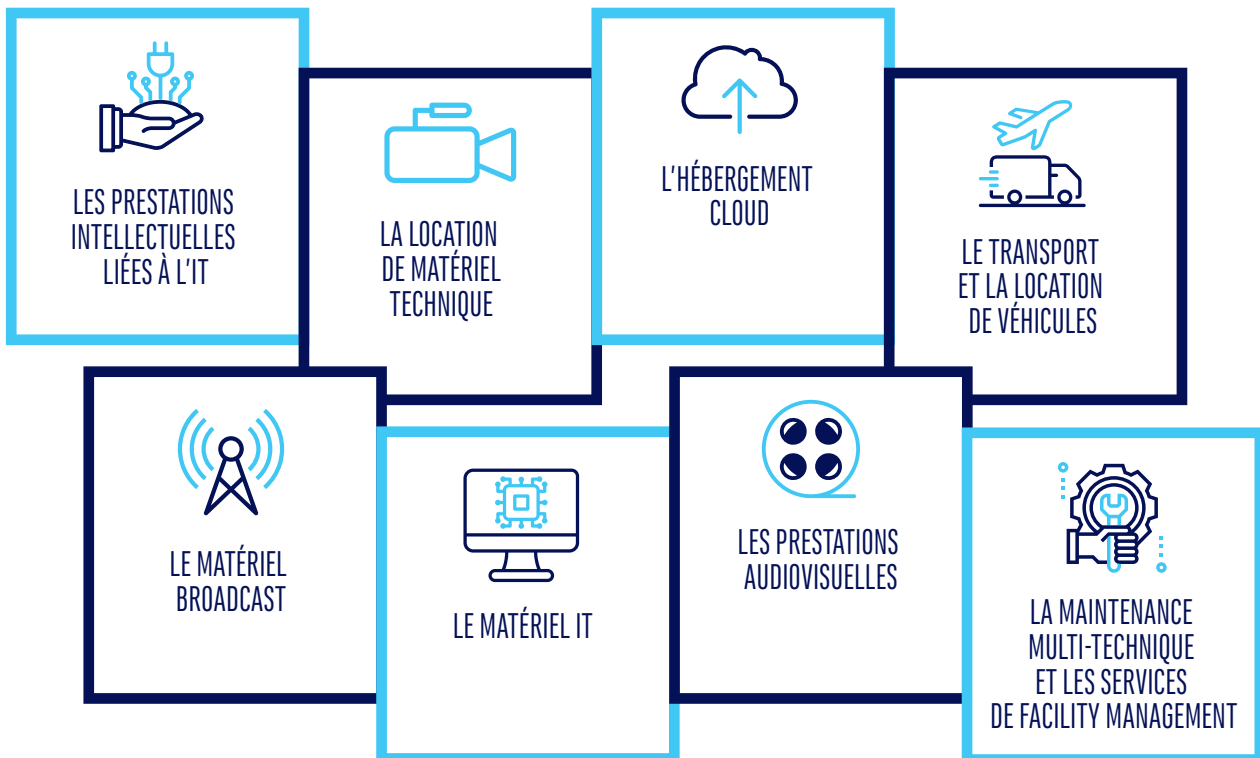 LES PRESTATIONS
INTELLECTUELLES
LIÉES À L'IT
LA LOCATION
DE MATÉRIEL
TECHNIQUE
L'HÉBERGEMENT
CLOUD
LE TRANSPORT
ET LA LOCATION
DE VÉHICULES
LE MATÉRIEL
BROADCAST
LE MATÉRIEL IT
LES PRESTATIONS
AUDIOVISUELLES
LA MAINTENANCE
MULTI-TECHNIQUE
ET LES SERVICES
DE FACILITY MANAGEMENT